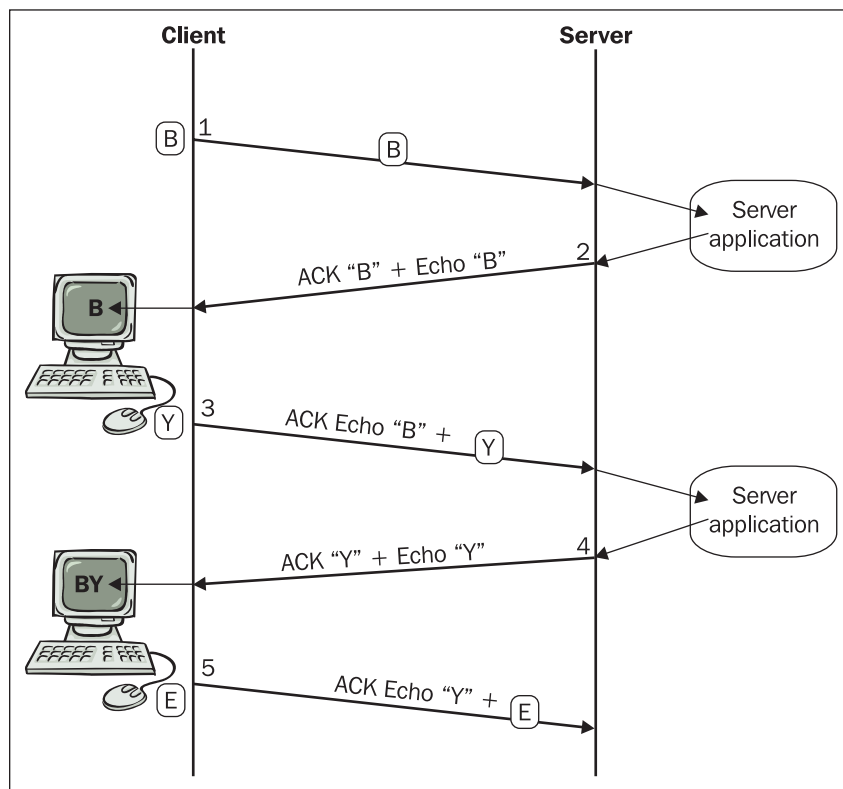 Client
Server
B
1
B
Server
application
2
ACK “B” + Echo “B”
B
Y
3
ACK Echo “B” +
Y
Server
application
4
ACK “Y” + Echo “Y”
BY
E
5
ACK Echo “Y” +
E